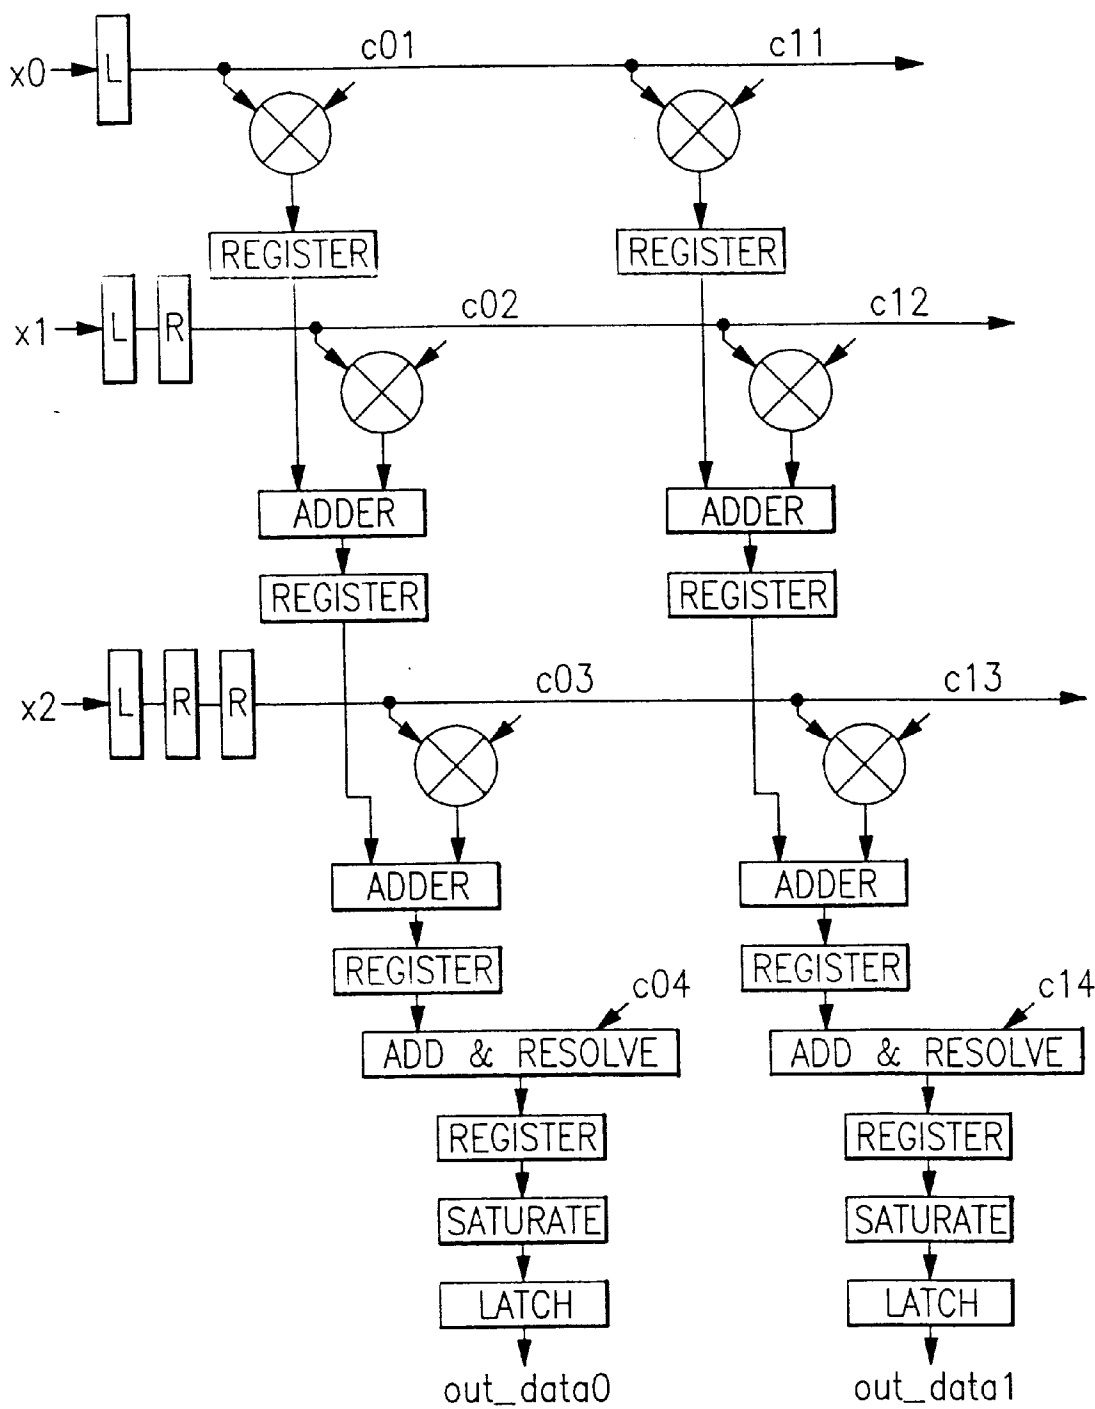 c01 c11
x0 L
REGISTER REGISTER
c02 c12
x1 L R
ADDER ADDER
REGISTER REGISTER
c03 c13
x2 L R R
ADDER ADDER
REGISTER REGISTER
c04 c14
ADD & RESOLVE ADD & RESOLVE
REGISTER REGISTER
SATURATE SATURATE
LATCH LATCH
out_data0 out_data1